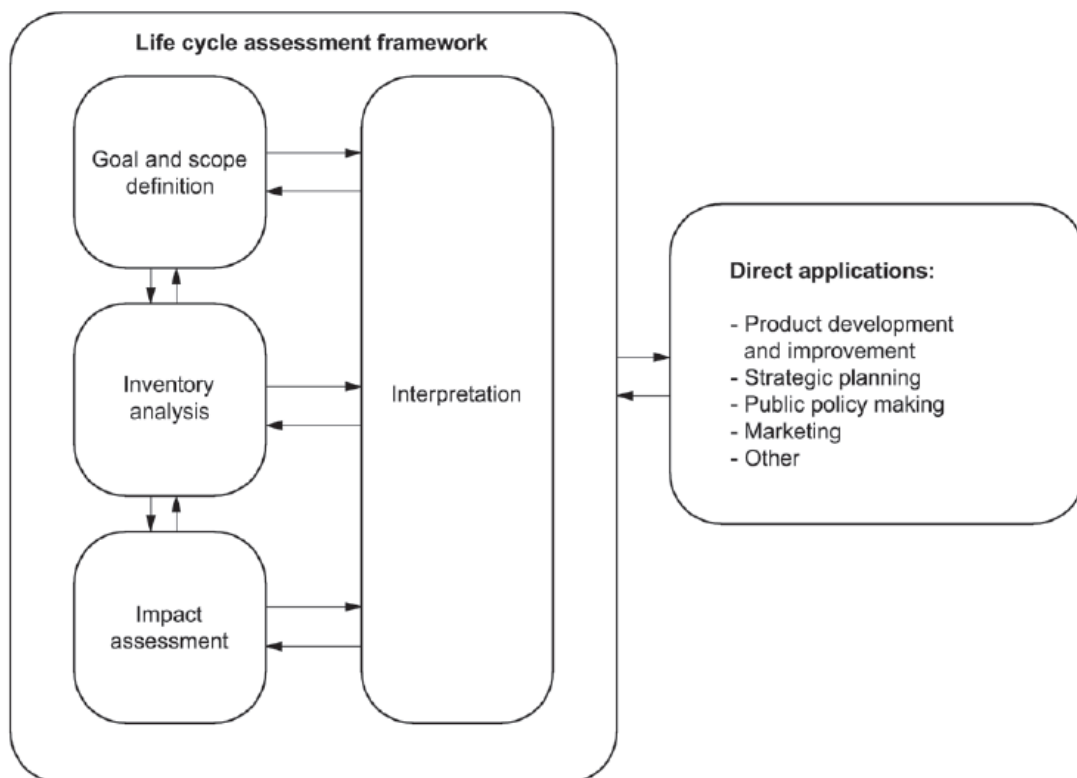 Life cycle assessment framework
Goal and scope
definition
Inventory
analysis
Impact
assessment
Interpretation
Direct applications:
- Product development
and improvement
- Strategic planning
- Public policy making
- Marketing
- Other